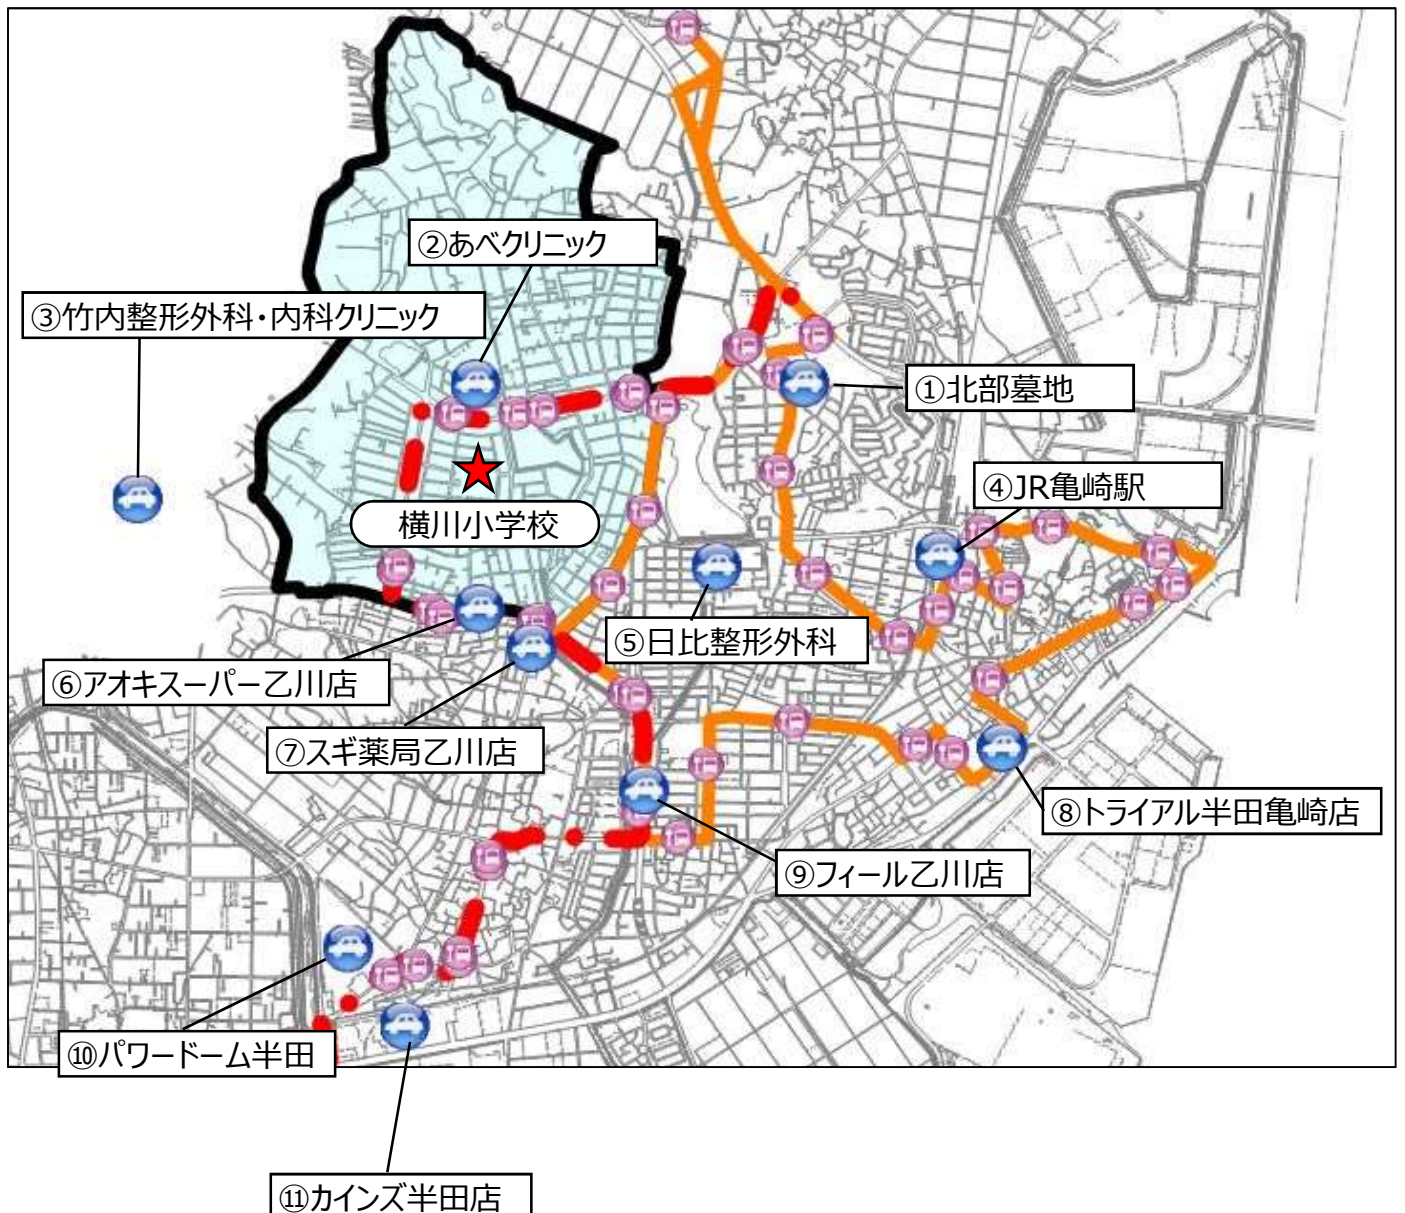 ②あべクリニック
③竹内整形外科・内科クリニック
①北部墓地
④JR亀崎駅
横川小学校
⑤日比整形外科
⑥アオキスーパー乙川店
⑦スギ薬局乙川店
⑧トライアル半田亀崎店
⑨フィール乙川店
⑩パワードーム半田
⑪カインズ半田店